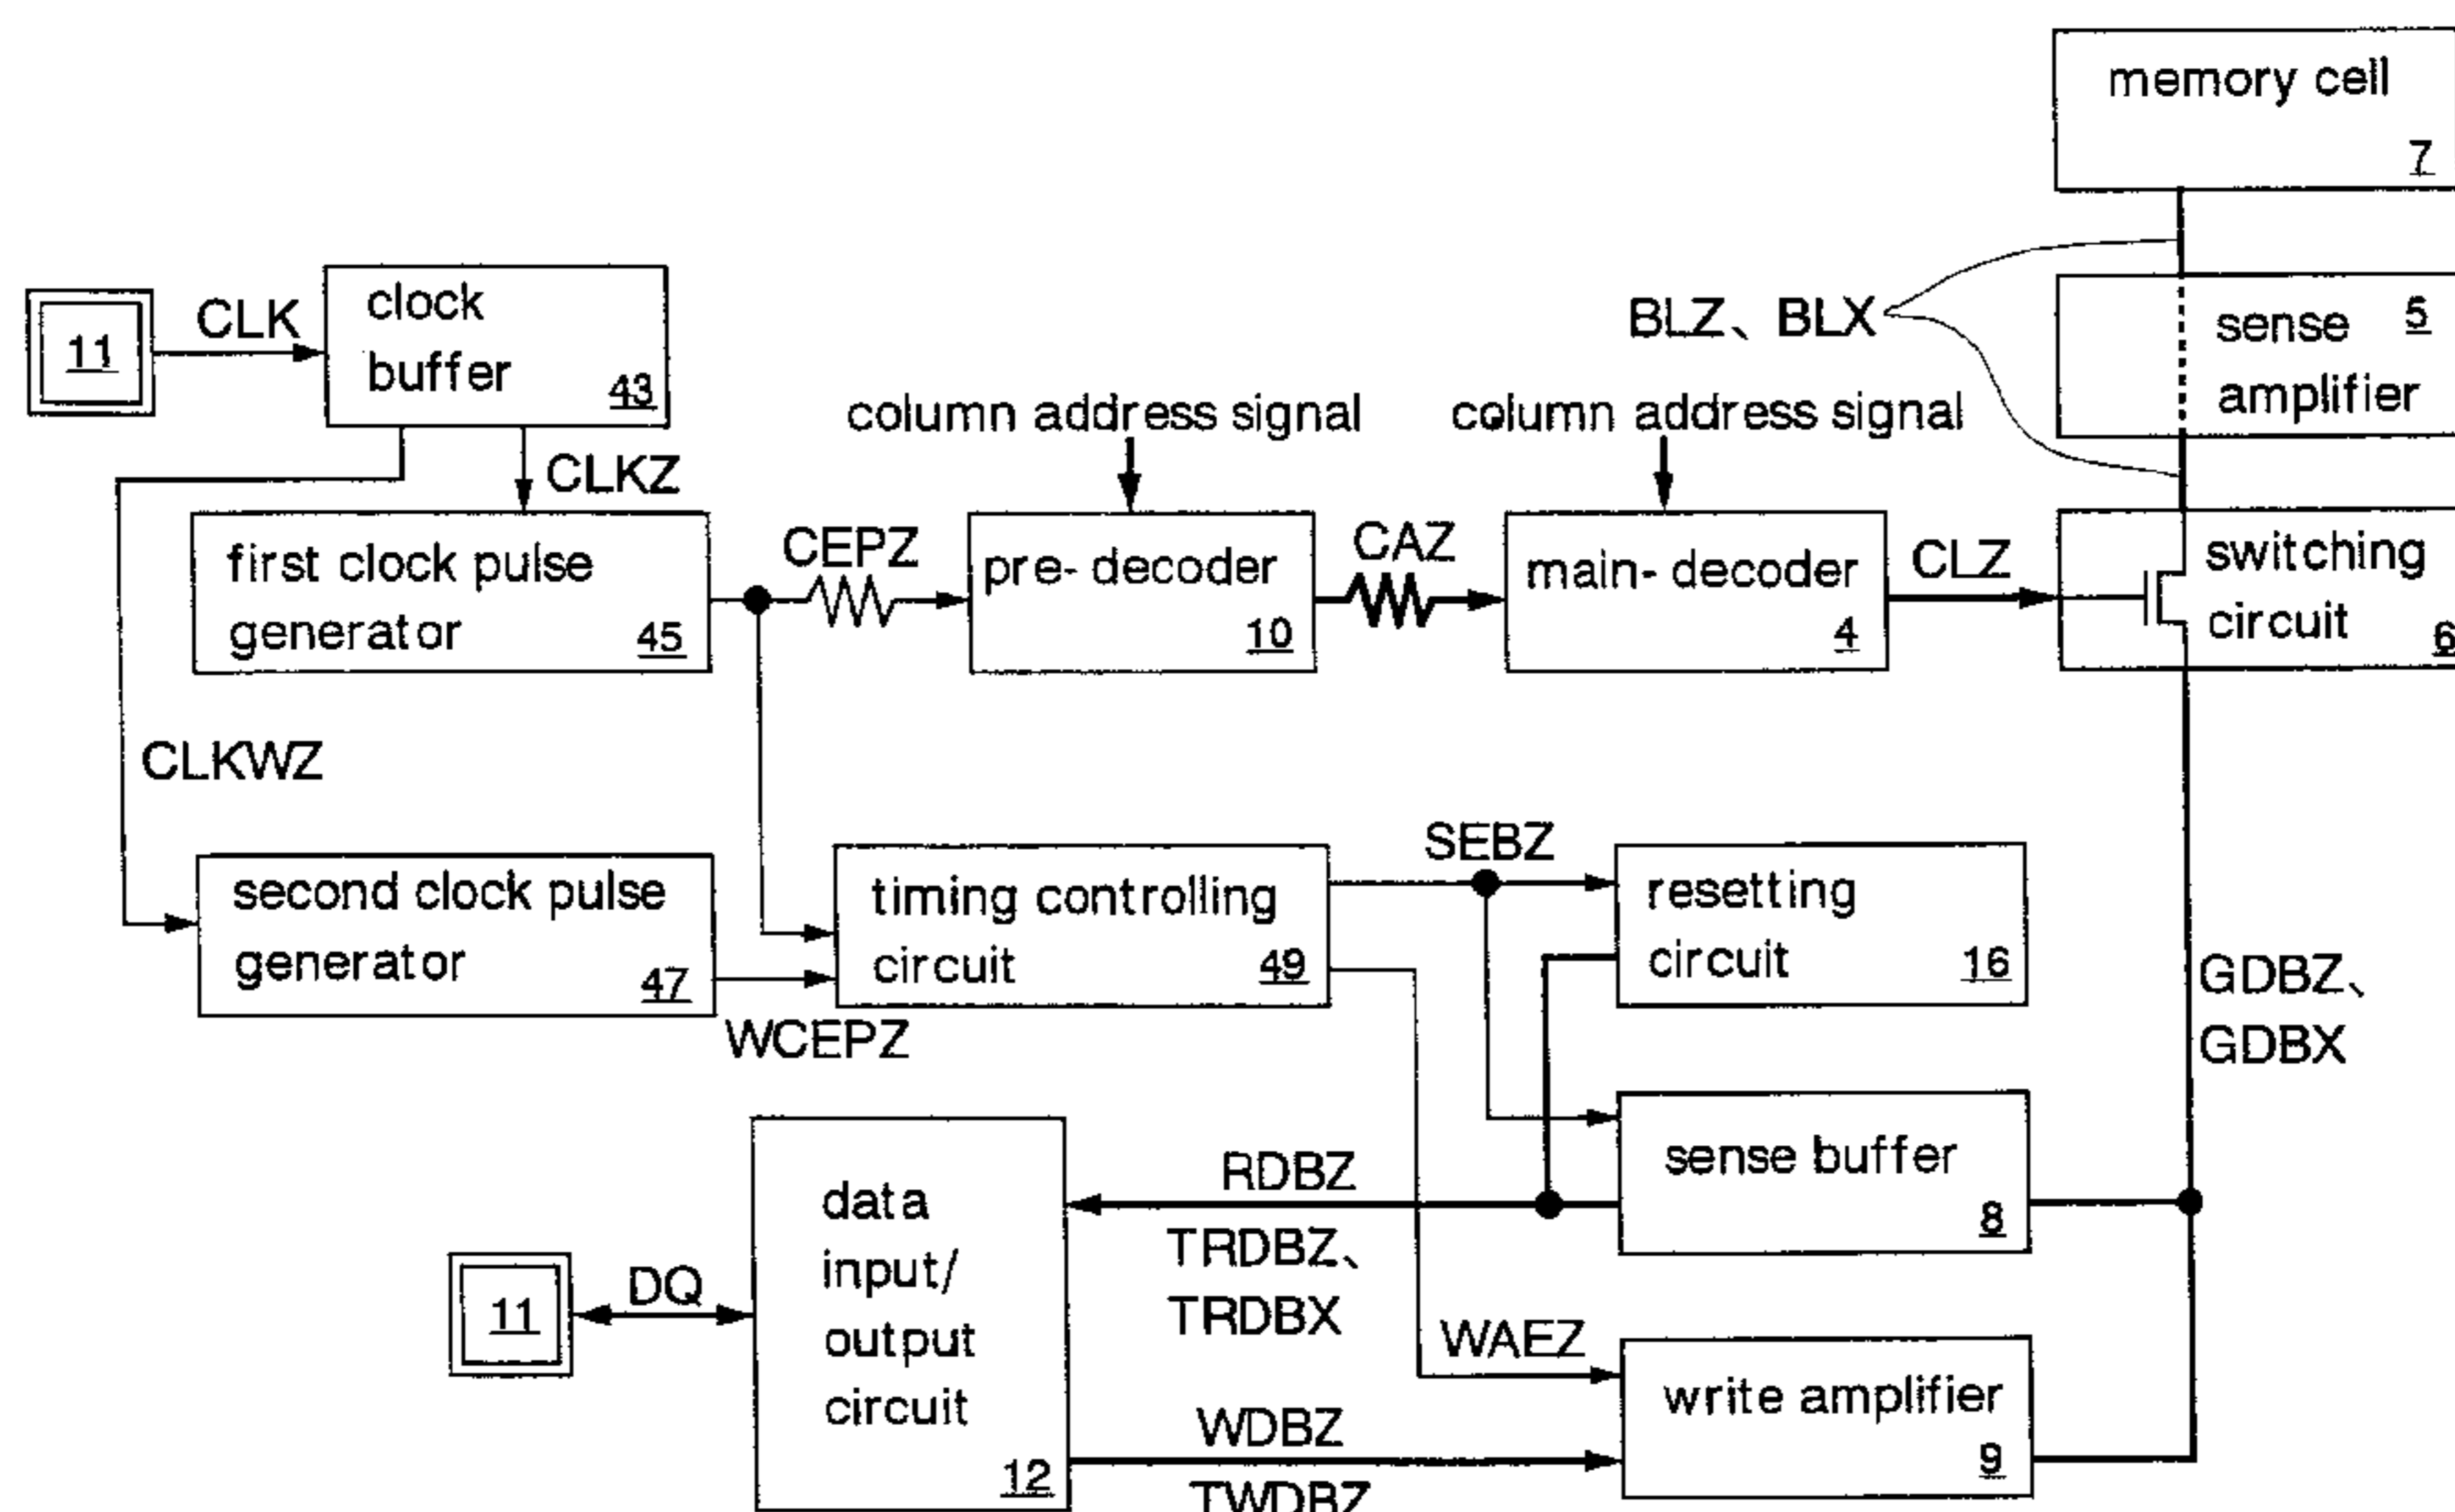 memory cell
7
clock
buffer
43
11
CLK
BLZ、BLX
5
sense
amplifier
column address signal
column address signal
CLKZ
first clock pulse
generator
45
CEPZ
pre-decoder
10
CAZ
main-decoder
4
CLZ
switching
circuit
6
CLKWZ
second clock pulse
generator
47
WCEPZ
timing controlling
circuit
49
SEBZ
resetting
circuit
16
GDBZ、
GDBX
sense buffer
8
RDBZ
TRDBZ、
TRDBX
data
input/
output
circuit
12
11
DQ
WAEZ
write amplifier
9
WDBZ
TWDBZ